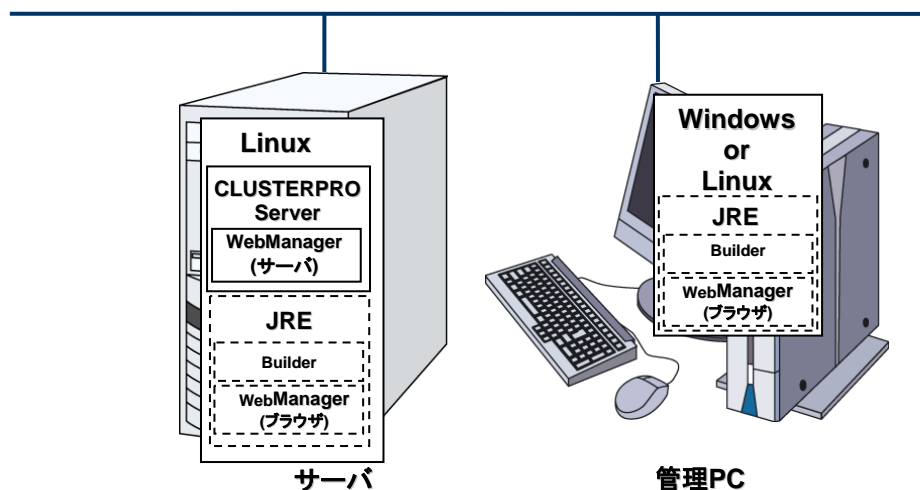 Linux
CLUSTERPRO
Server
WebManager
(サーバ)
JRE
Builder
WebManager
(ブラウザ)
サーバ
Windows
or
Linux
JRE
Builder
WebManager
(ブラウザ)
管理PC